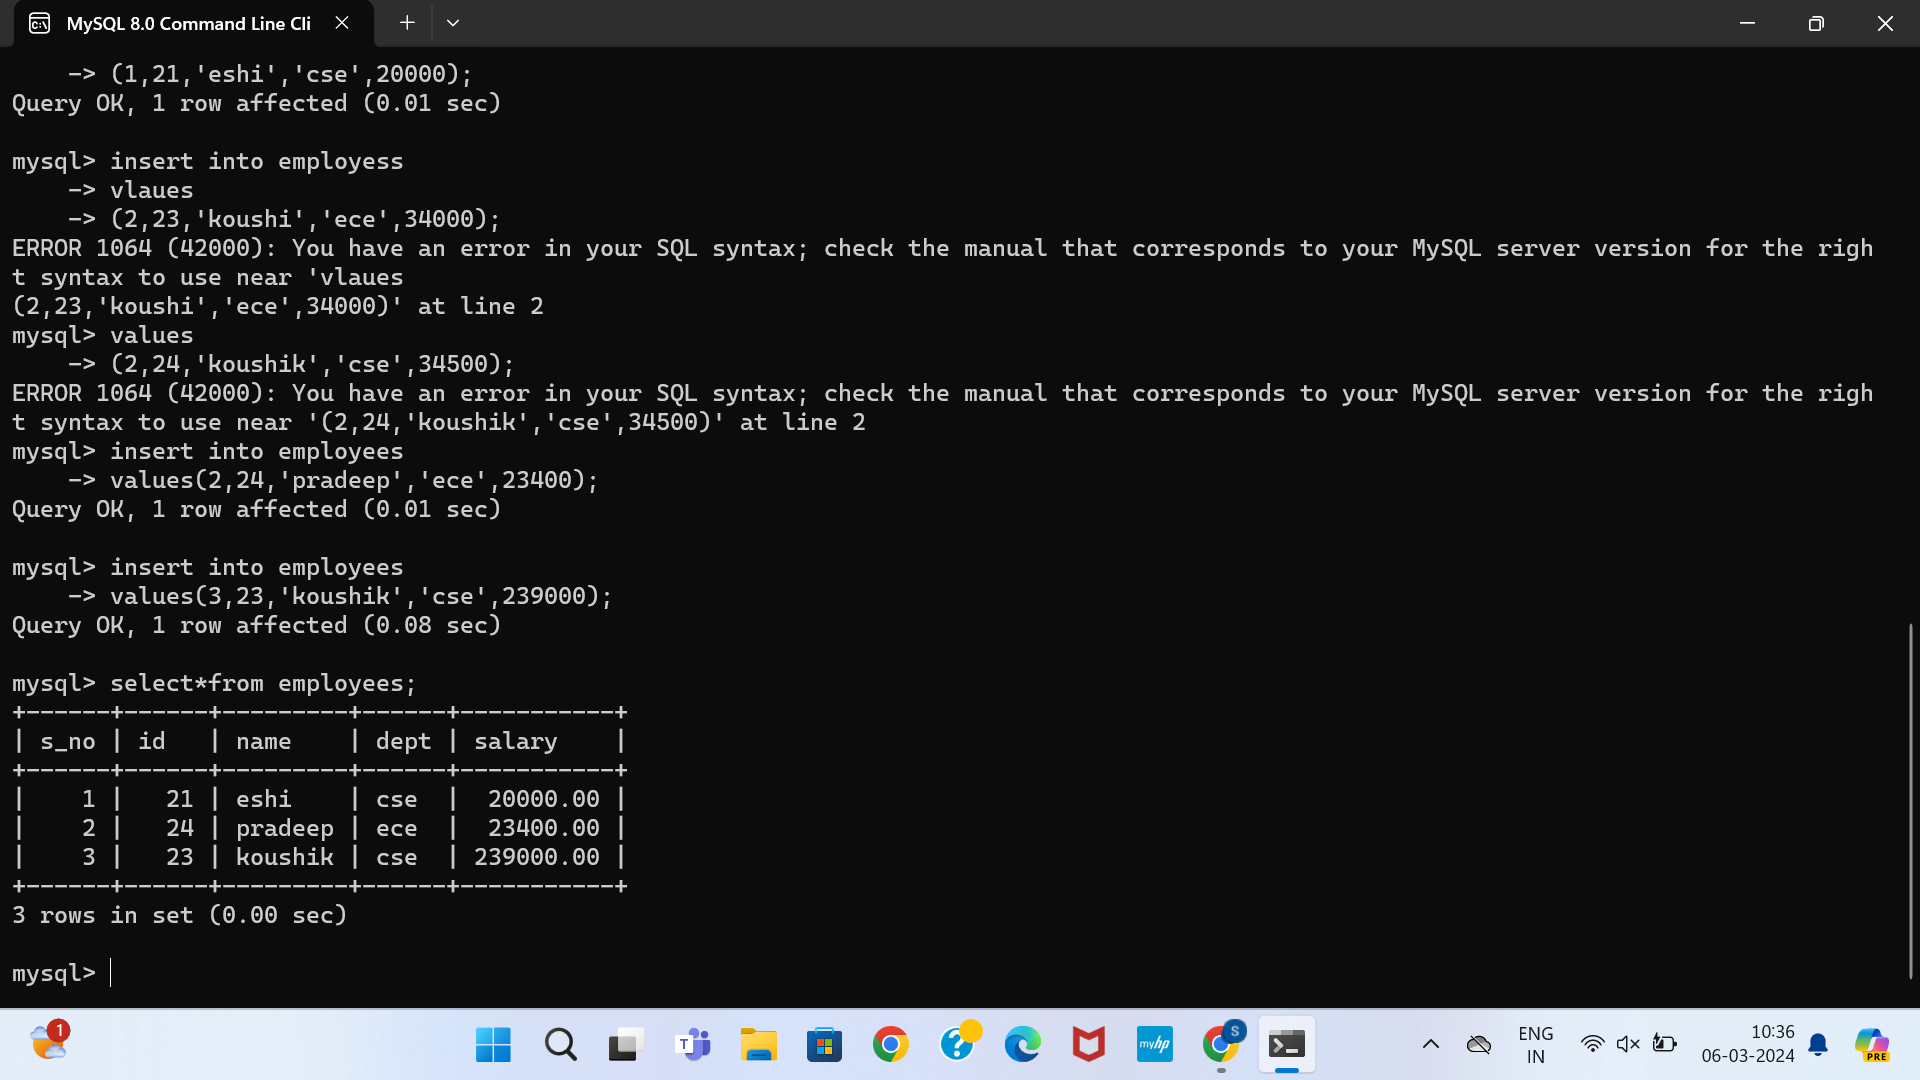 MySQL 8.0 Command Line Cli
-> (1,21,'eshi','cse',20000);
Query OK, 1 row affected (0.01 sec)
mysql> insert into employess
-> vlaues
-> (2,23,'koushi','ece',34000);
ERROR 1064 (42000): You have an error in your SQL syntax; check the manual that corresponds to your MySQL server version for the righ
t syntax to use near 'vlaues
(2,23,'koushi','ece',34000)' at line 2
mysql> values
-> (2,24,'koushik','cse',34500);
ERROR 1064 (42000): You have an error in your SQL syntax; check the manual that corresponds to your MySQL server version for the righ
t syntax to use near '(2,24,'koushik','cse',34500)' at line 2
mysql> insert into employees
-> values(2,24,'pradeep','ece',23400);
Query OK, 1 row affected (0.01 sec)
mysql> insert into employees
-> values(3,23,'koushik','cse',239000);
Query OK, 1 row affected (0.08 sec)
mysql> select*from employees;
+------+------+---------+------+-----------+
| s_no | id   | name    | dept | salary    |
+------+------+---------+------+-----------+
|    1 |   21 | eshi    | cse  |  20000.00 |
|    2 |   24 | pradeep | ece  |  23400.00 |
|    3 |   23 | koushik | cse  | 239000.00 |
+------+------+---------+------+-----------+
3 rows in set (0.00 sec)
mysql>
1
T
?
myhp
S
ENG
IN
10:36
06-03-2024
PRE